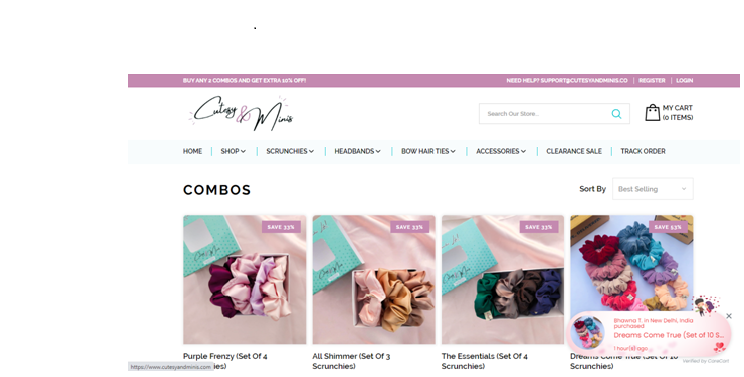 BUY ANY 2 COMBOS AND GET EXTRA 10% OFF!
NEED HELP? SUPPORT@CUTESYANDMINIS.CO REGISTER LOGIN
Cutesy & Minis
Search Our Store...
MY CART
(0 ITEMS)
HOME SHOP SCRUNCHIES HEADBANDS BOW HAIR TIES ACCESSORIES CLEARANCE SALE TRACK ORDER
COMBOS
Sort By Best Selling
SAVE 33% SAVE 33% SAVE 33% SAVE 53%
Purple Frenzy (Set Of 4
All Shimmer (Set Of 3
Scrunchies)
The Essentials (Set Of 4
Scrunchies)
Dreams Come True (Set Of 10
Scrunchies)
Bhawna T. in New Delhi, India
purchased
Dreams Come True (Set of 10 S...
1 hour(s) ago
Verified by CareCart
https://www.cutesyandminis.com